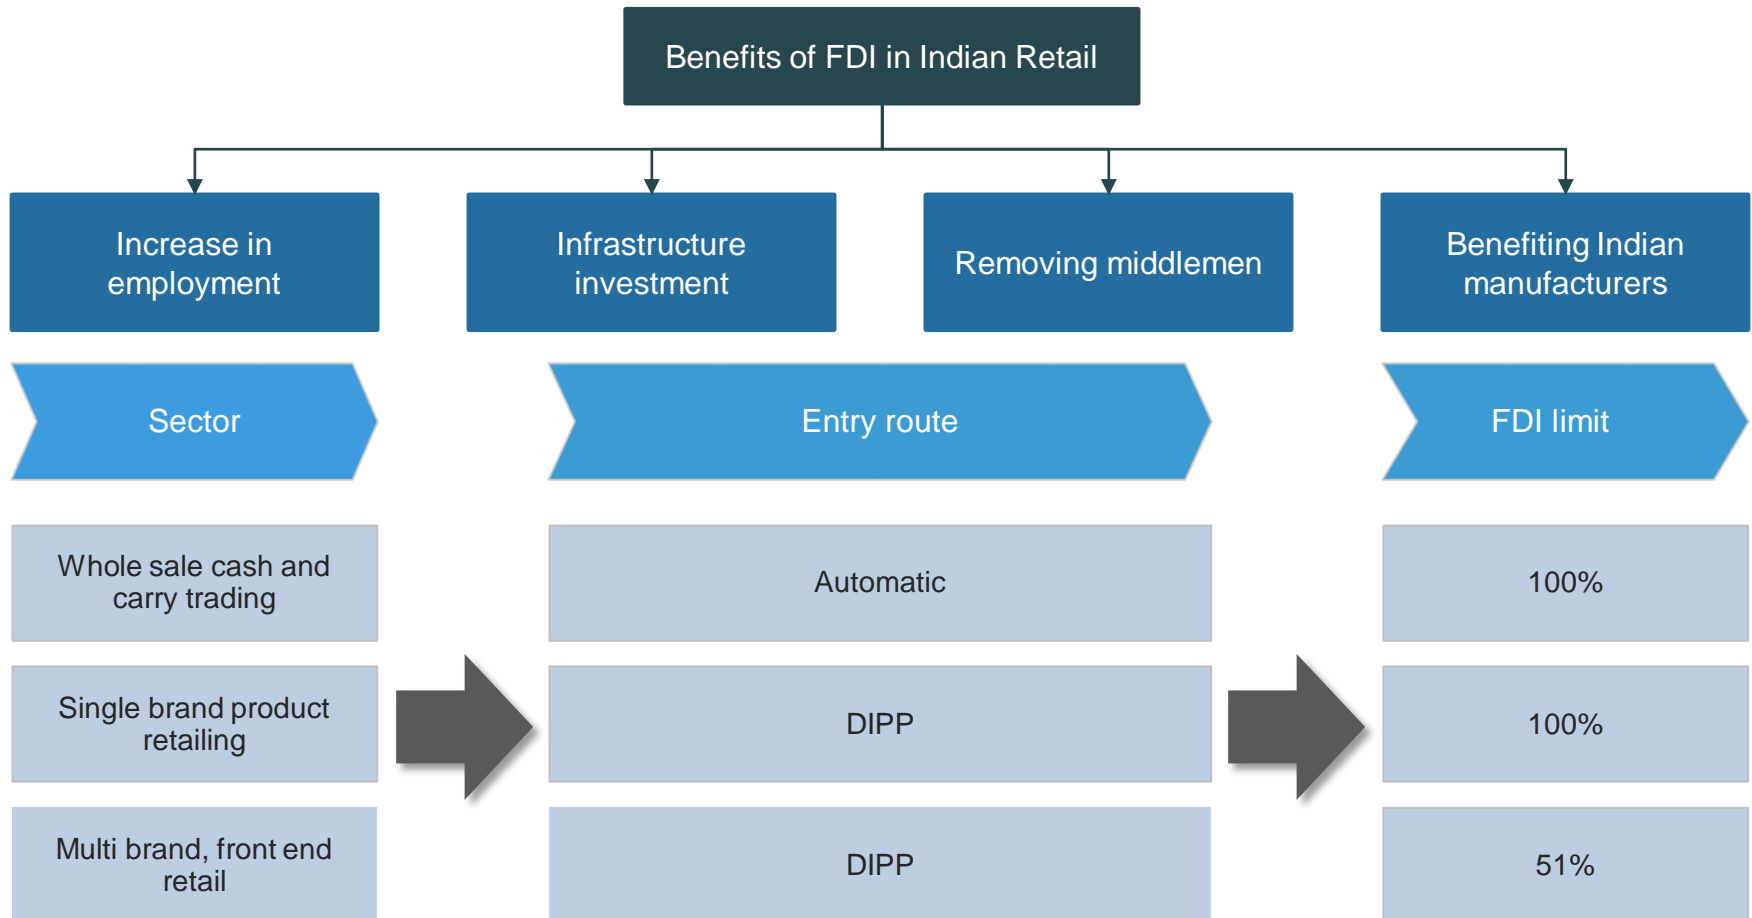 Benefits of FDI in Indian Retail
Increase in
employment
Infrastructure
investment
Removing middlemen
Benefiting Indian
manufacturers
Sector
Entry route
FDI limit
Whole sale cash and
carry trading
Automatic
100%
Single brand product
retailing
DIPP
100%
Multi brand, front end
retail
DIPP
51%